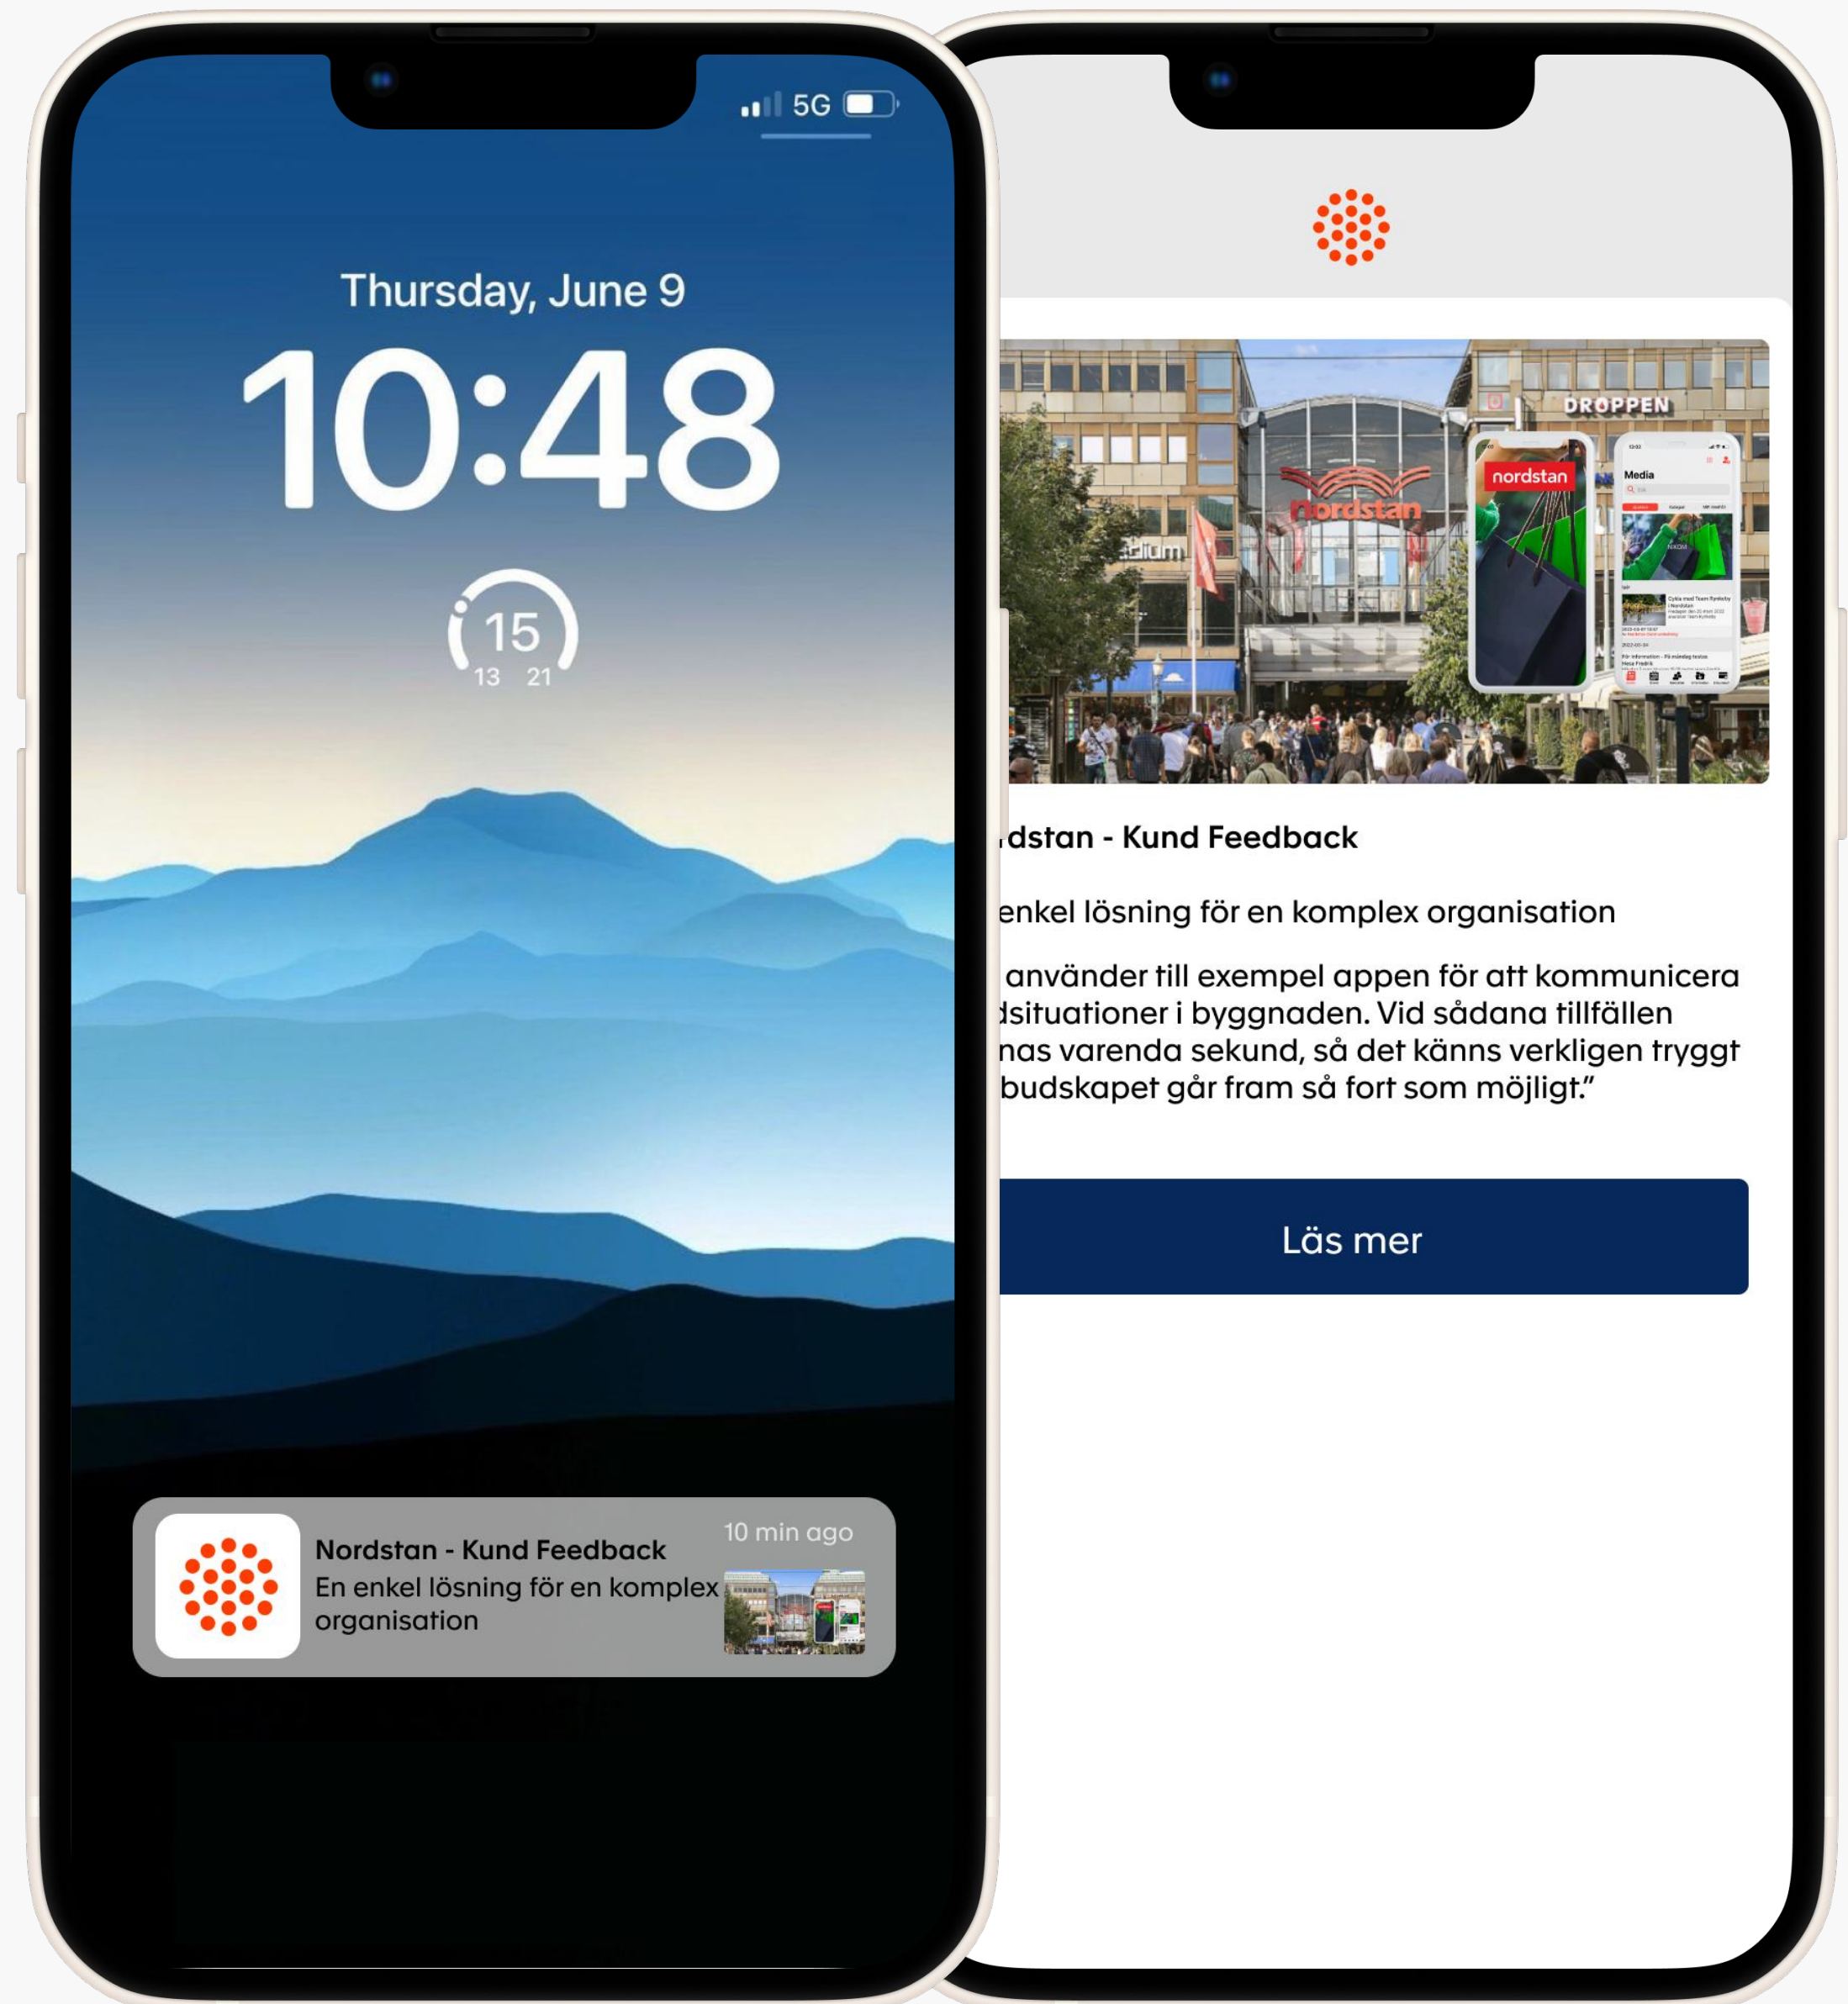 5G
Thursday, June 9
10:48
15
13 21
Nordstan - Kund Feedback
10 min ago
En enkel lösning för en komplex
organisation
DROPPEN
nordstan
nordstan
Media
dstan - Kund Feedback
enkel lösning för en komplex organisation
använder till exempel appen för att kommunicera
dsituationer i byggnaden. Vid sådana tillfällen
nas varenda sekund, så det känns verkligen tryggt
budskapet går fram så fort som möjligt.”
Läs mer